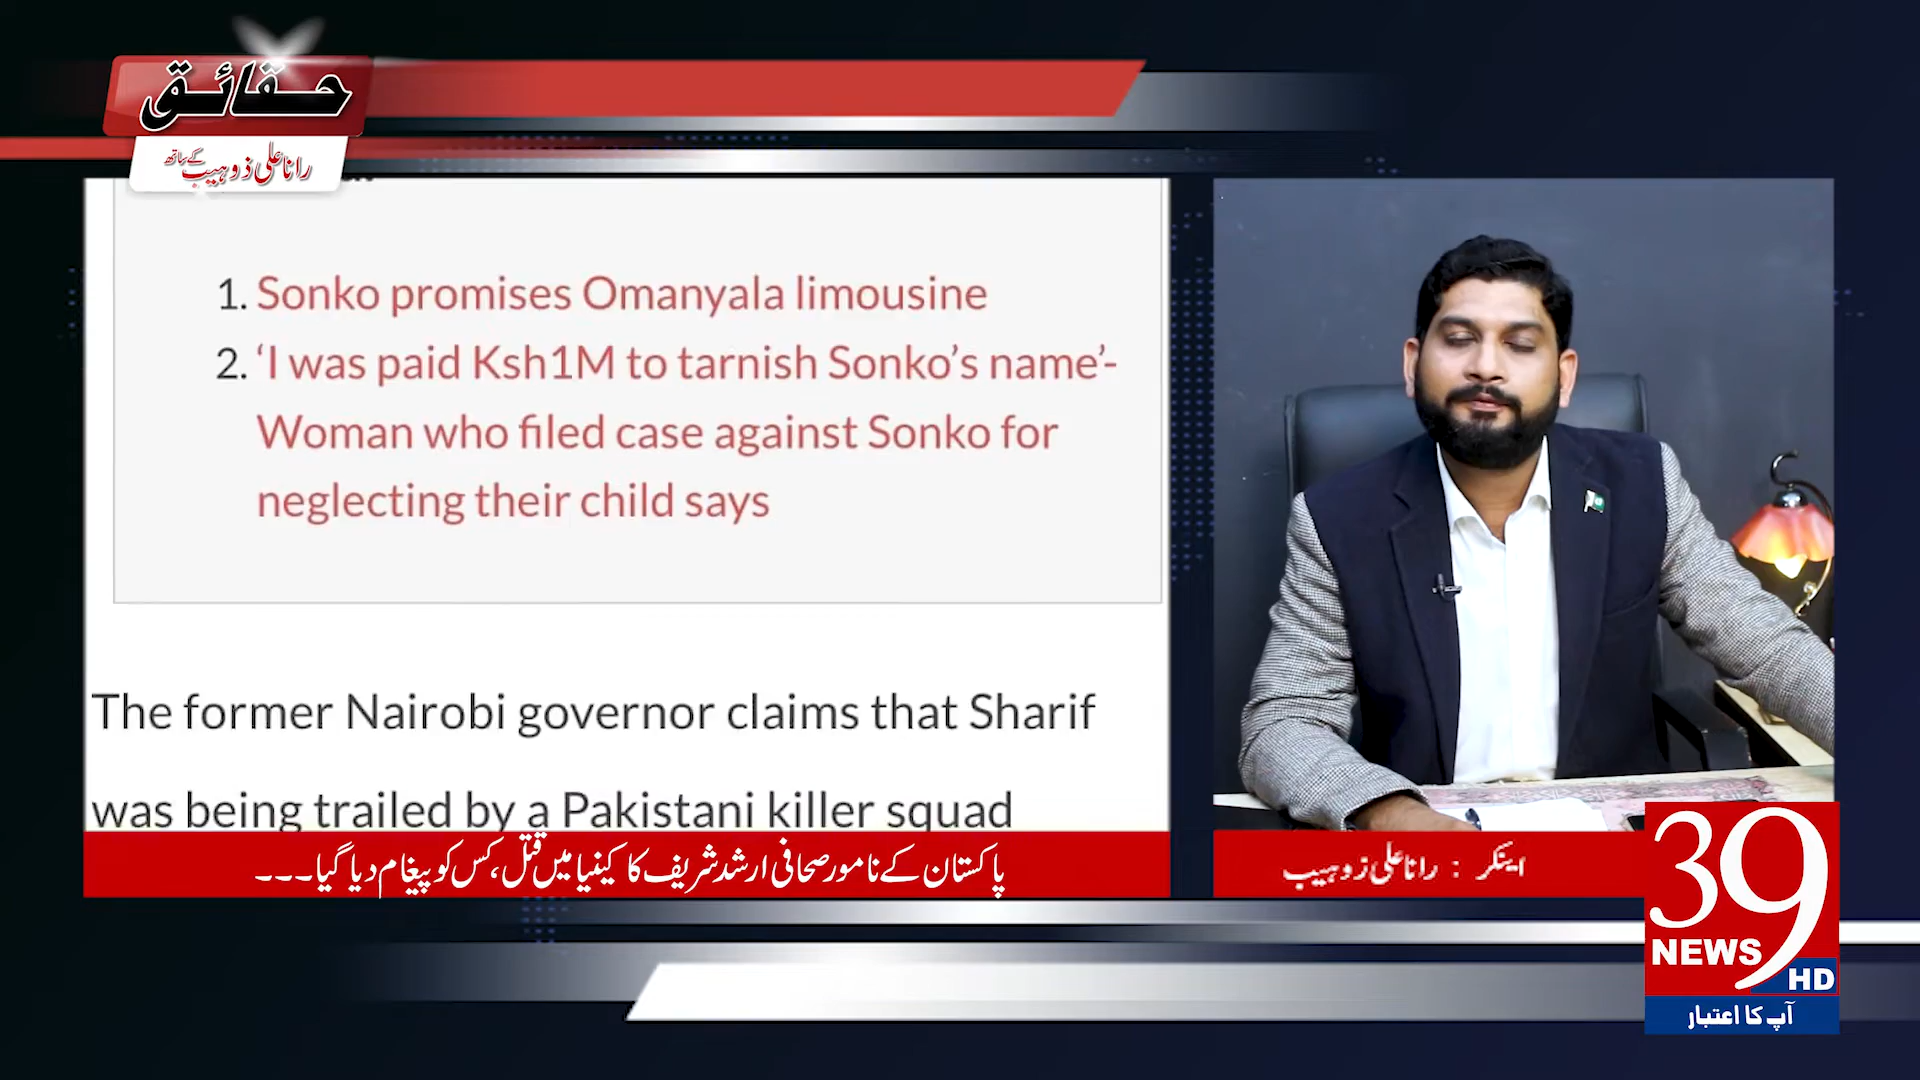 حقائق
رانا علی ذوہیب کے ساتھ
1. Sonko promises Omanyala limousine
2. ‘I was paid Ksh1M to tarnish Sonko’s name’-
Woman who filed case against Sonko for
neglecting their child says
The former Nairobi governor claims that Sharif
was being trailed by a Pakistani killer squad
پاکستان کے نامور صحافی ارشد شریف کا کینیا میں قتل، کس کو پیغام دیا گیا۔۔۔
اینکر : رانا علی زوہیب
39
NEWS
HD
آپ کا اعتبار